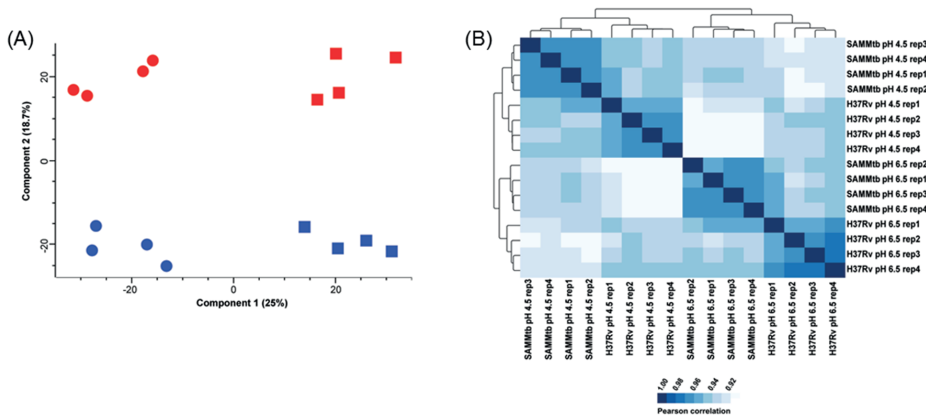 (A)
Component 2 (18.7%)
20
0
-20
-20
0
20
Component 1 (25%)
(B)
SAMMtb pH 4.5 rep3
SAMMtb pH 4.5 rep4
SAMMtb pH 4.5 rep1
SAMMtb pH 4.5 rep2
H37Rv pH 4.5 rep1
H37Rv pH 4.5 rep2
H37Rv pH 4.5 rep3
H37Rv pH 4.5 rep4
SAMMtb pH 6.5 rep2
SAMMtb pH 6.5 rep1
SAMMtb pH 6.5 rep3
SAMMtb pH 6.5 rep4
H37Rv pH 6.5 rep1
H37Rv pH 6.5 rep2
H37Rv pH 6.5 rep3
H37Rv pH 6.5 rep4
SAMMtb pH 4.5 rep3
SAMMtb pH 4.5 rep4
SAMMtb pH 4.5 rep1
SAMMtb pH 4.5 rep2
H37Rv pH 4.5 rep1
H37Rv pH 4.5 rep2
H37Rv pH 4.5 rep3
H37Rv pH 4.5 rep4
SAMMtb pH 6.5 rep2
SAMMtb pH 6.5 rep1
SAMMtb pH 6.5 rep3
SAMMtb pH 6.5 rep4
H37Rv pH 6.5 rep1
H37Rv pH 6.5 rep2
H37Rv pH 6.5 rep3
H37Rv pH 6.5 rep4
1.00
0.98
0.96
0.94
0.92
Pearson correlation